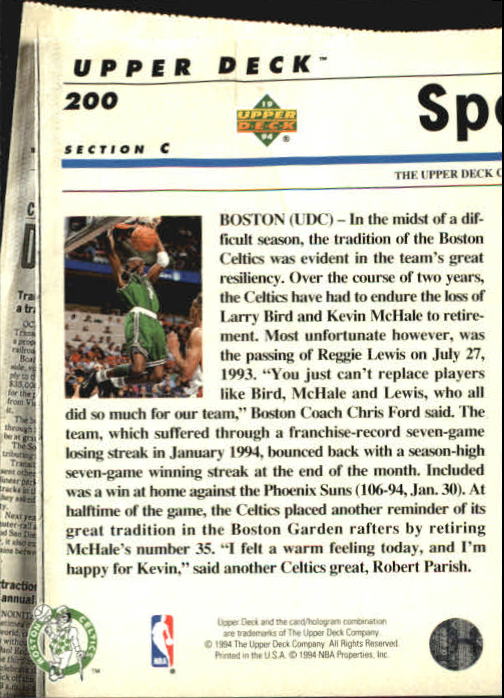 UPPER DECK™
200
19
UPPER
DECK
94
®
Spo
SECTION C
THE UPPER DECK C
BOSTON (UDC) – In the midst of a dif-
ficult season, the tradition of the Boston
Celtics was evident in the team's great
resiliency. Over the course of two years,
the Celtics have had to endure the loss of
Larry Bird and Kevin McHale to retire-
ment. Most unfortunate however, was
the passing of Reggie Lewis on July 27,
1993. “You just can't replace players
like Bird, McHale and Lewis, who all
did so much for our team,” Boston Coach Chris Ford said. The
team, which suffered through a franchise-record seven-game
losing streak in January 1994, bounced back with a season-high
seven-game winning streak at the end of the month. Included
was a win at home against the Phoenix Suns (106-94, Jan. 30). At
halftime of the game, the Celtics placed another reminder of its
great tradition in the Boston Garden rafters by retiring
McHale's number 35. “I felt a warm feeling today, and I'm
happy for Kevin,” said another Celtics great, Robert Parish.
BOSTON CELTICS
™
NBA
Upper Deck and the card/hologram combination
are trademarks of The Upper Deck Company.
© 1994 The Upper Deck Company. All Rights Reserved.
Printed in the U.S.A. © 1994 NBA Properties, Inc.